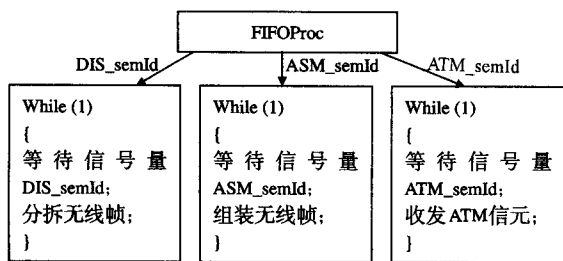 FIFOProc
DIS_semId
ASM_semId
ATM_semId
While (1)
{
等待信号量
DIS_semId;
分拆无线帧;
}
While (1)
{
等待信号量
ASM_semId;
组装无线帧;
}
While (1)
{
等待信号量
ATM_semId;
收发ATM信元;
}